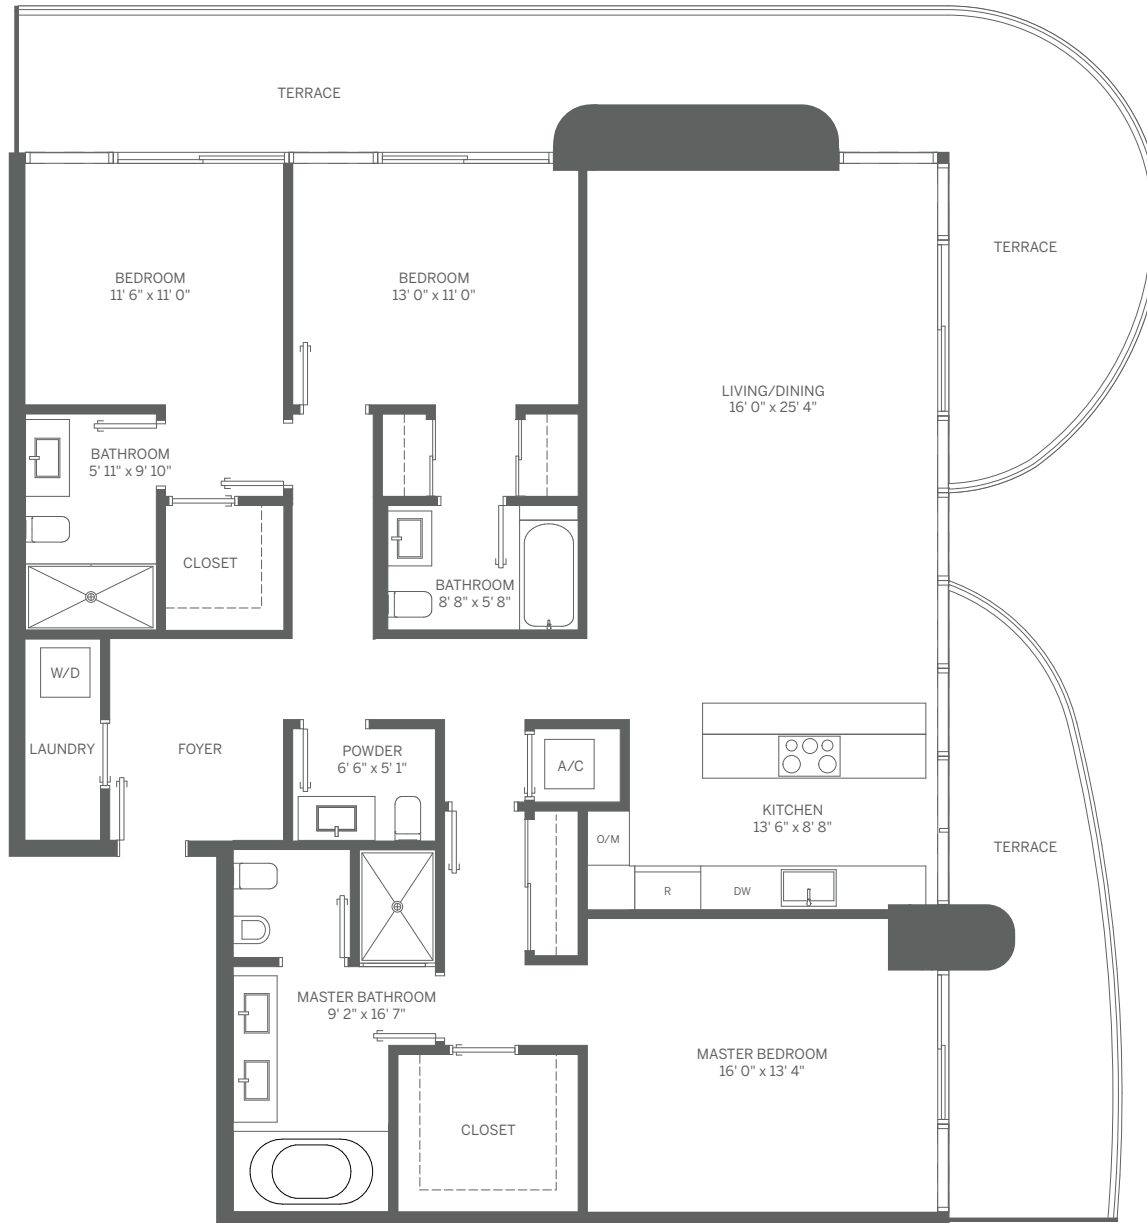 TERRACE
TERRACE
BEDROOM
11' 6" x 11' 0"
BEDROOM
13' 0" x 11' 0"
LIVING/DINING
16' 0" x 25' 4"
BATHROOM
5' 11" x 9' 10"
CLOSET
BATHROOM
8' 8" x 5' 8"
W/D
LAUNDRY
FOYER
POWDER
6' 6" x 5' 1"
A/C
KITCHEN
13' 6" x 8' 8"
O/M
R
DW
TERRACE
MASTER BATHROOM
9' 2" x 16' 7"
MASTER BEDROOM
16' 0" x 13' 4"
CLOSET